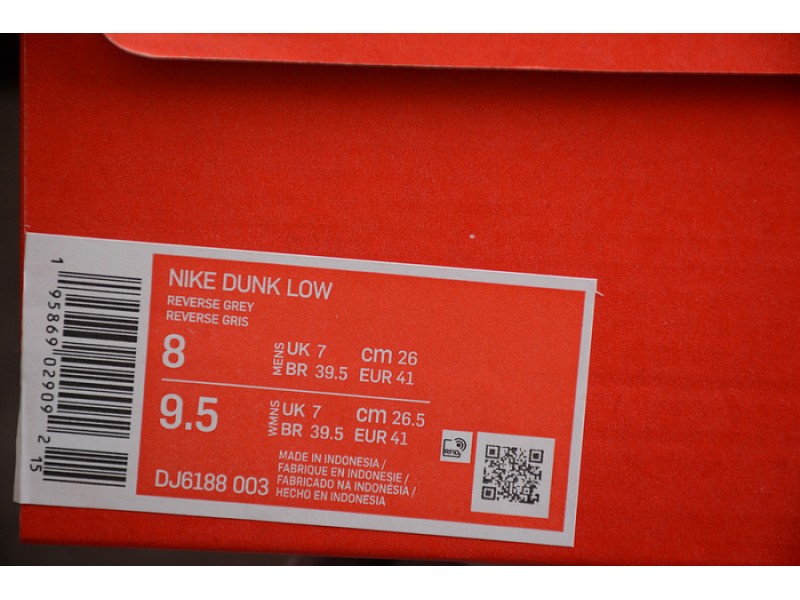 NIKE DUNK LOW
REVERSE GREY
REVERSE GRIS
8 MENS UK 7 cm 26
BR 39.5 EUR 41
9.5 WMNS UK 7 cm 26.5
BR 39.5 EUR 41
MADE IN INDONESIA /
FABRIQUE EN INDONESIE /
FABRICADO NA INDONÉSIA /
HECHO EN INDONESIA
DJ6188 003
RFID
1 95869 02909 2 15